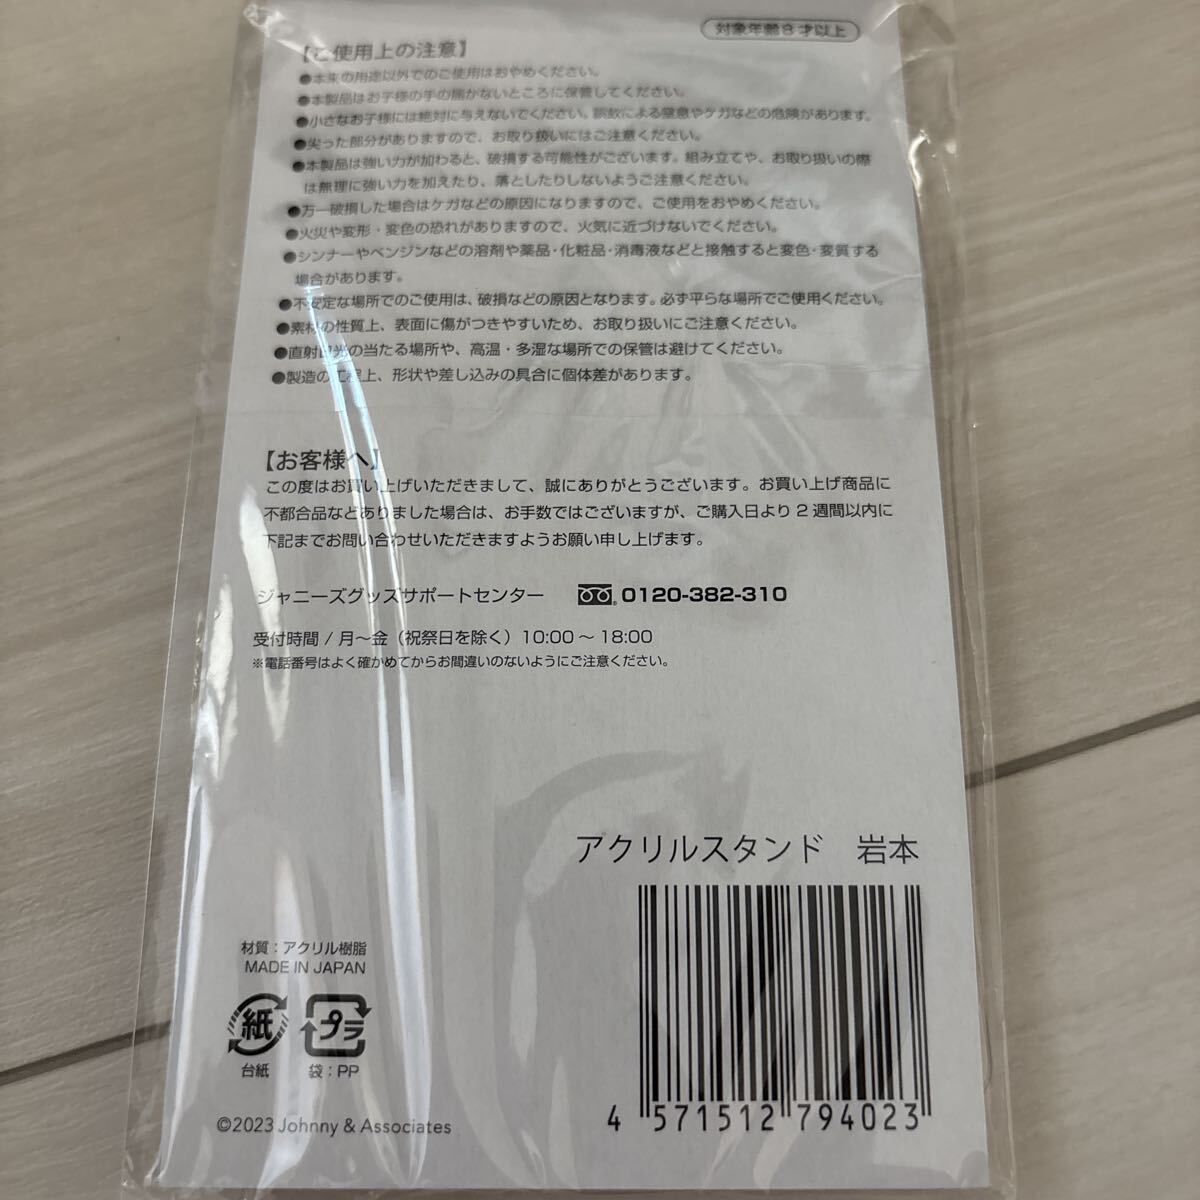 対象年齢8才以上
【ご使用上の注意】
●本来の用途以外でのご使用はおやめください。
●本製品はお子様の手の届かないところに保管してください。
●小さなお子様には絶対に与えないでください。誤飲による窒息やケガなどの危険があります。
●尖った部分がありますので、お取り扱いにはご注意ください。
●本製品は強い力が加わると、破損する可能性がございます。組み立てや、お取り扱いの際
は無理に強い力を加えたり、落としたりしないようご注意ください。
●万一破損した場合はケガなどの原因になりますので、ご使用をおやめください。
●火災や変形・変色の恐れがありますので、火気に近づけないでください。
●シンナーやベンジンなどの溶剤や薬品・化粧品・消毒液などと接触すると変色・変質する
場合があります。
●不安定な場所でのご使用は、破損などの原因となります。必ず平らな場所でご使用ください。
●素材の性質上、表面に傷がつきやすいため、お取り扱いにご注意ください。
●直射日光の当たる場所や、高温・多湿な場所での保管は避けてください。
●製造の工程上、形状や差し込みの具合に個体差があります。
【お客様へ】
この度はお買い上げいただきまして、誠にありがとうございます。お買い上げ商品に
不都合品などありました場合は、お手数ではございますが、ご購入日より2週間以内に
下記までお問い合わせいただきますようお願い申し上げます。
ジャニーズグッズサポートセンター 0120-382-310
受付時間 / 月〜金（祝祭日を除く）10:00 〜 18:00
※電話番号はよく確かめてからお間違いのないようにご注意ください。
アクリルスタンド 岩本
材質：アクリル樹脂
MADE IN JAPAN
紙 プラ
台紙 袋：PP
©2023 Johnny & Associates
4 571512 794023